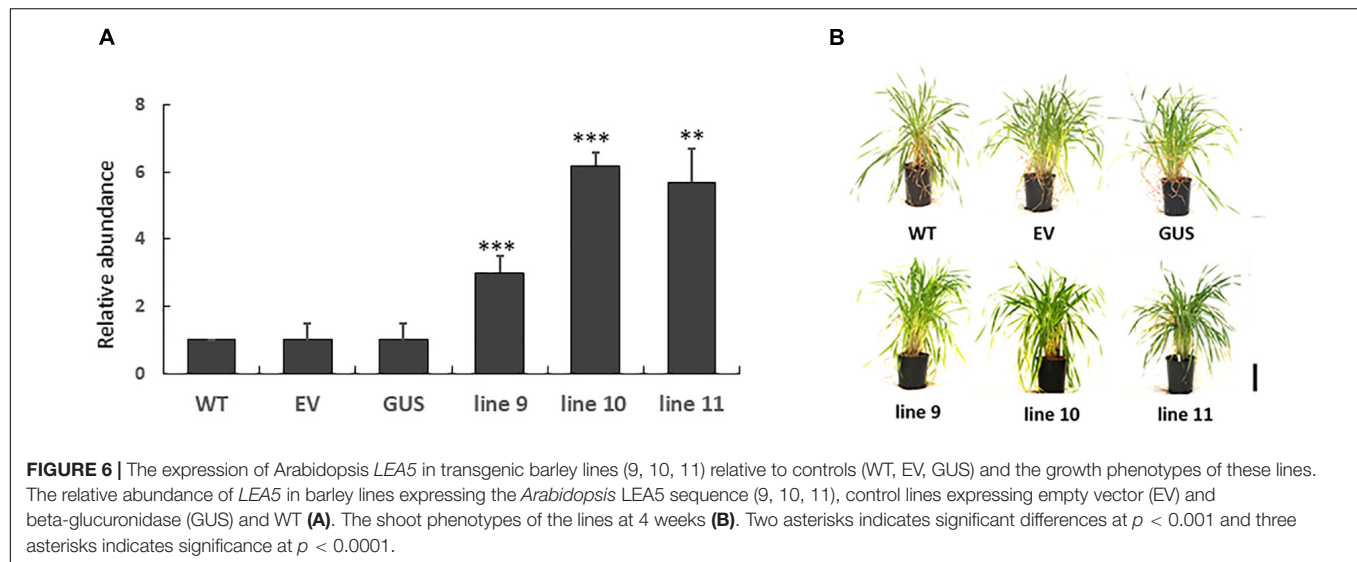 A
B
Relative abundance
8
6
4
2
0
***
***
**
WT
EV
GUS
line 9
line 10
line 11
WT
EV
GUS
line 9
line 10
line 11
FIGURE 6 | The expression of Arabidopsis LEA5 in transgenic barley lines (9, 10, 11) relative to controls (WT, EV, GUS) and the growth phenotypes of these lines.
The relative abundance of LEA5 in barley lines expressing the Arabidopsis LEA5 sequence (9, 10, 11), control lines expressing empty vector (EV) and
beta-glucuronidase (GUS) and WT (A). The shoot phenotypes of the lines at 4 weeks (B). Two asterisks indicates significant differences at p < 0.001 and three
asterisks indicates significance at p < 0.0001.